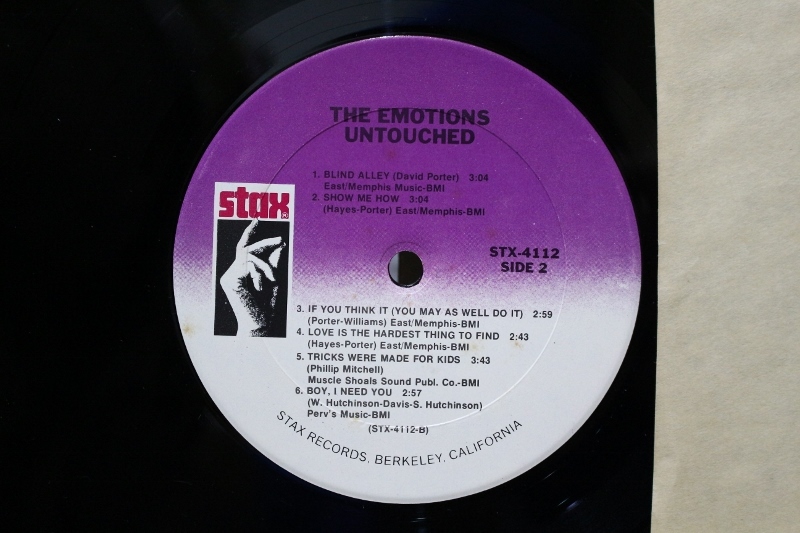 THE EMOTIONS
UNTOUCHED
1. BLIND ALLEY (David Porter) 3:04
East/Memphis Music-BMI
2. SHOW ME HOW 3:04
(Hayes-Porter) East/Memphis-BMI
stax®
STX-4112
SIDE 2
3. IF YOU THINK IT (YOU MAY AS WELL DO IT) 2:59
(Porter-Williams) East/Memphis-BMI
4. LOVE IS THE HARDEST THING TO FIND 2:43
(Hayes-Porter) East/Memphis-BMI
5. TRICKS WERE MADE FOR KIDS 3:43
(Phillip Mitchell)
Muscle Shoals Sound Publ. Co.-BMI
6. BOY, I NEED YOU 2:57
(W. Hutchinson-Davis-S. Hutchinson)
Perv's Music-BMI
(STX-4112-B)
STAX RECORDS, BERKELEY, CALIFORNIA